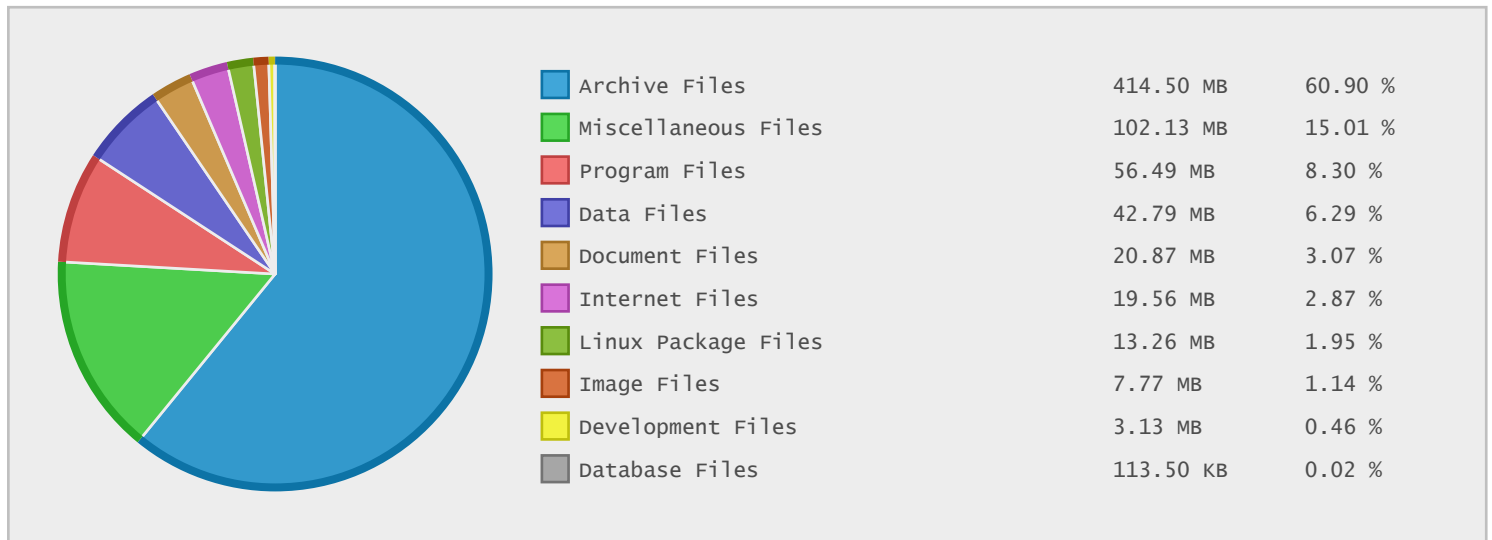 Archive Files 414.50 MB 60.90 %
Miscellaneous Files 102.13 MB 15.01 %
Program Files 56.49 MB 8.30 %
Data Files 42.79 MB 6.29 %
Document Files 20.87 MB 3.07 %
Internet Files 19.56 MB 2.87 %
Linux Package Files 13.26 MB 1.95 %
Image Files 7.77 MB 1.14 %
Development Files 3.13 MB 0.46 %
Database Files 113.50 KB 0.02 %